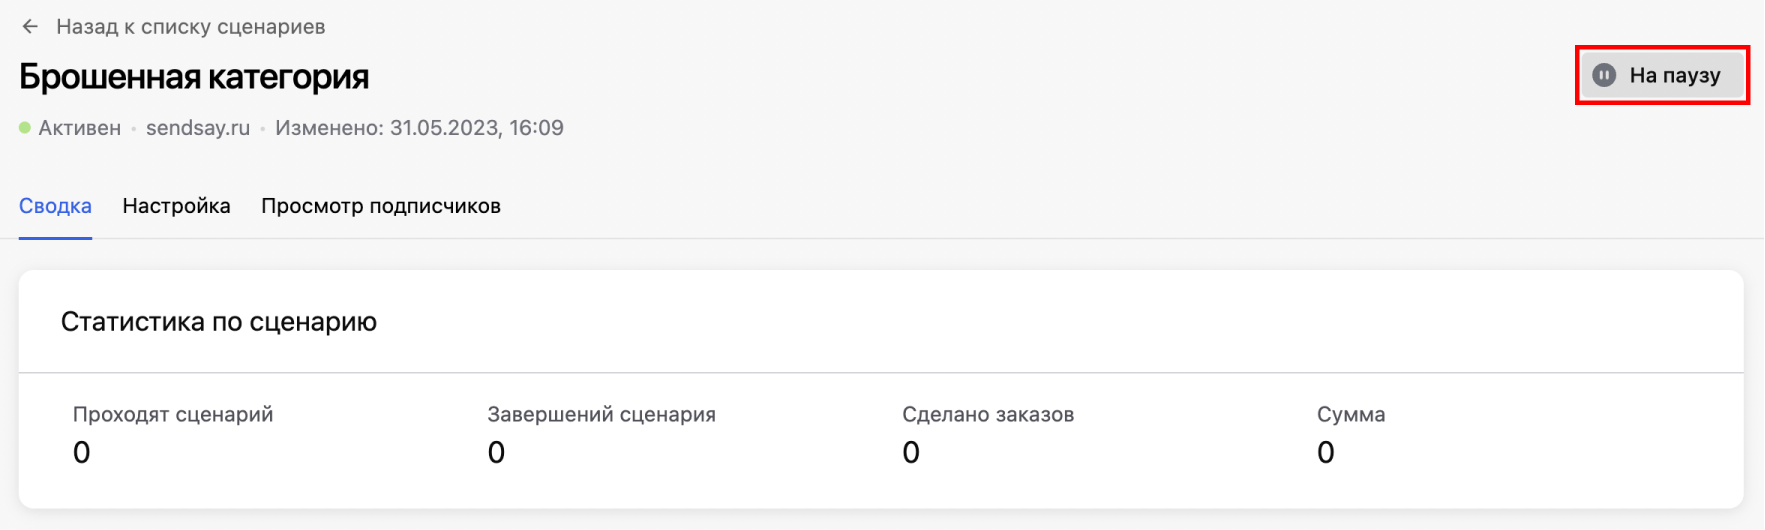 ← Назад к списку сценариев
Брошенная категория
На паузу
Активен • sendsay.ru • Изменено: 31.05.2023, 16:09
Сводка Настройка Просмотр подписчиков
Статистика по сценарию
Проходят сценарий Завершений сценария Сделано заказов Сумма
0 0 0 0